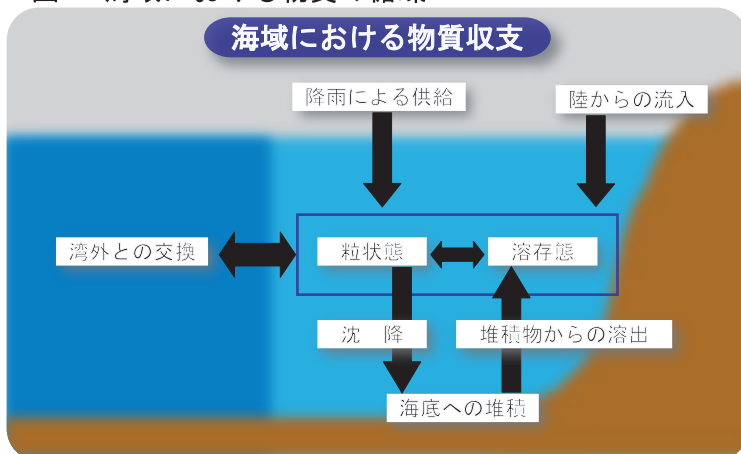 海域における物質収支
降雨による供給
陸からの流入
湾外との交換
粒状態
溶存態
沈 降
堆積物からの溶出
海底への堆積